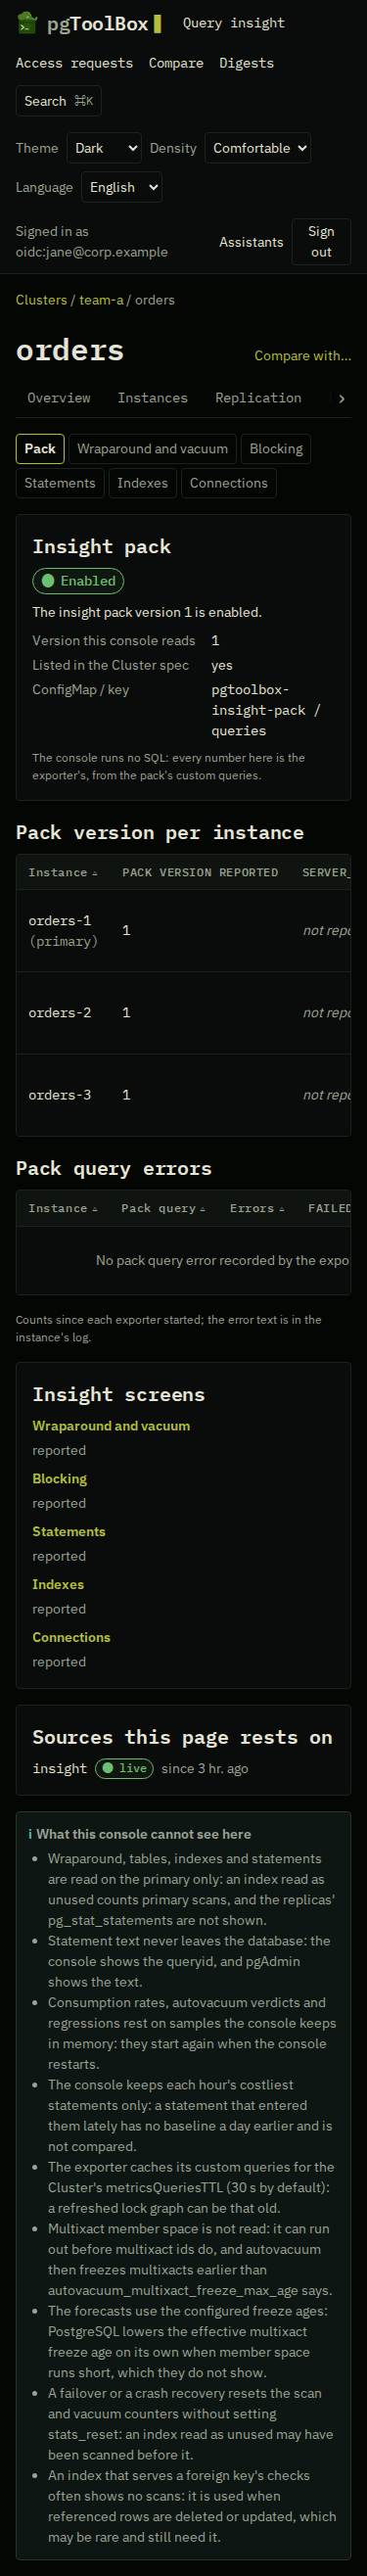 pgToolBox Query insight
Access requests Compare Digests
Search ⌘K
Theme Dark Density Comfortable
Language English
Signed in as
oidc:jane@corp.example
Assistants
Sign
out
Clusters / team-a / orders
orders
Compare with...
Overview Instances Replication
Pack Wraparound and vacuum Blocking
Statements Indexes Connections
Insight pack
Enabled
The insight pack version 1 is enabled.
Version this console reads 1
Listed in the Cluster spec yes
ConfigMap / key pgtoolbox-
insight-pack /
queries
The console runs no SQL: every number here is the
exporter's, from the pack's custom queries.
Pack version per instance
Instance PACK VERSION REPORTED SERVER_
orders-1
(primary)
1 not repo
orders-2 1 not repo
orders-3 1 not repo
Pack query errors
Instance Pack query Errors FAILED
No pack query error recorded by the expo
Counts since each exporter started; the error text is in the
instance's log.
Insight screens
Wraparound and vacuum
reported
Blocking
reported
Statements
reported
Indexes
reported
Connections
reported
Sources this page rests on
insight live since 3 hr. ago
i What this console cannot see here
• Wraparound, tables, indexes and statements
are read on the primary only: an index read as
unused counts primary scans, and the replicas'
pg_stat_statements are not shown.
• Statement text never leaves the database: the
console shows the queryid, and pgAdmin
shows the text.
• Consumption rates, autovacuum verdicts and
regressions rest on samples the console keeps
in memory: they start again when the console
restarts.
• The console keeps each hour's costliest
statements only: a statement that entered
them lately has no baseline a day earlier and is
not compared.
• The exporter caches its custom queries for the
Cluster's metricsQueriesTTL (30 s by default):
a refreshed lock graph can be that old.
• Multixact member space is not read: it can run
out before multixact ids do, and autovacuum
then freezes multixacts earlier than
autovacuum_multixact_freeze_max_age says.
• The forecasts use the configured freeze ages:
PostgreSQL lowers the effective multixact
freeze age on its own when member space
runs short, which they do not show.
• A failover or a crash recovery resets the scan
and vacuum counters without setting
stats_reset: an index read as unused may have
been scanned before it.
• An index that serves a foreign key's checks
often shows no scans: it is used when
referenced rows are deleted or updated, which
may be rare and still need it.